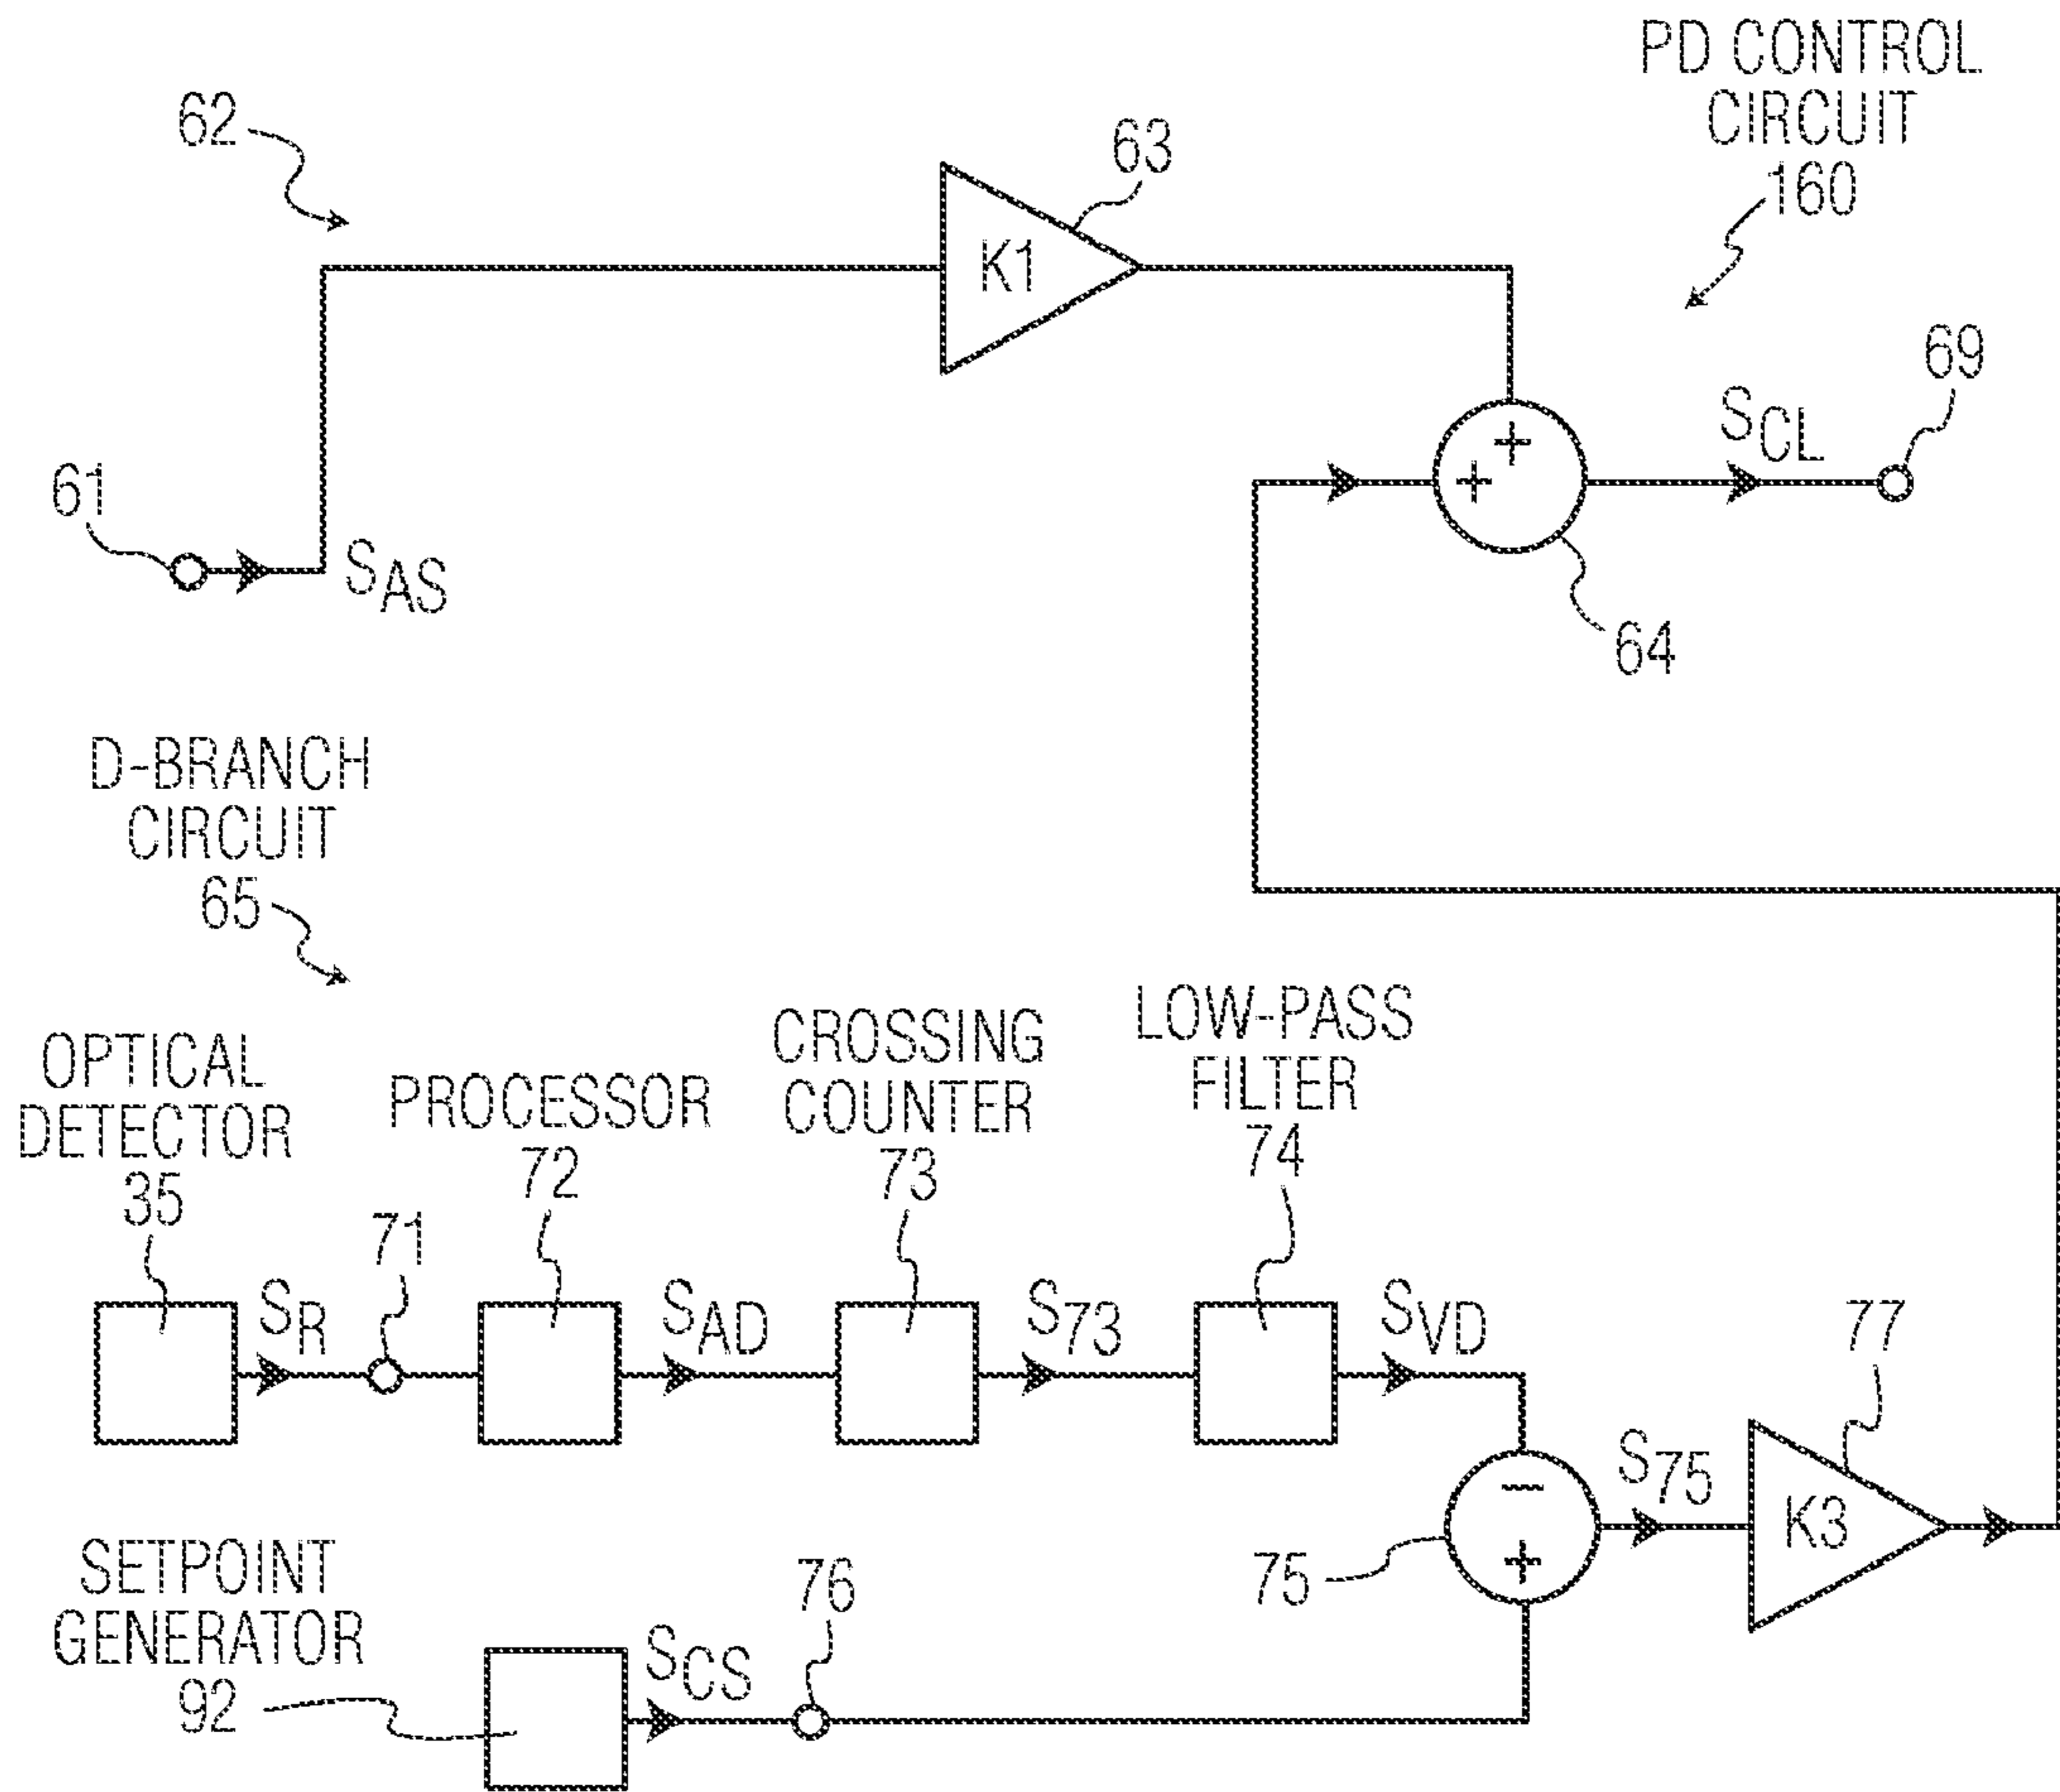 PD CONTROL
CIRCUIT
160
62
63
K1
69
+
+
SCL
61
SAS
64
D-BRANCH
CIRCUIT
65
OPTICAL
DETECTOR
35
PROCESSOR
72
CROSSING
COUNTER
73
LOW-PASS
FILTER
74
71
SR
SAD
S73
SVD
77
−
+
75
S75
K3
SETPOINT
GENERATOR
92
SCS
76